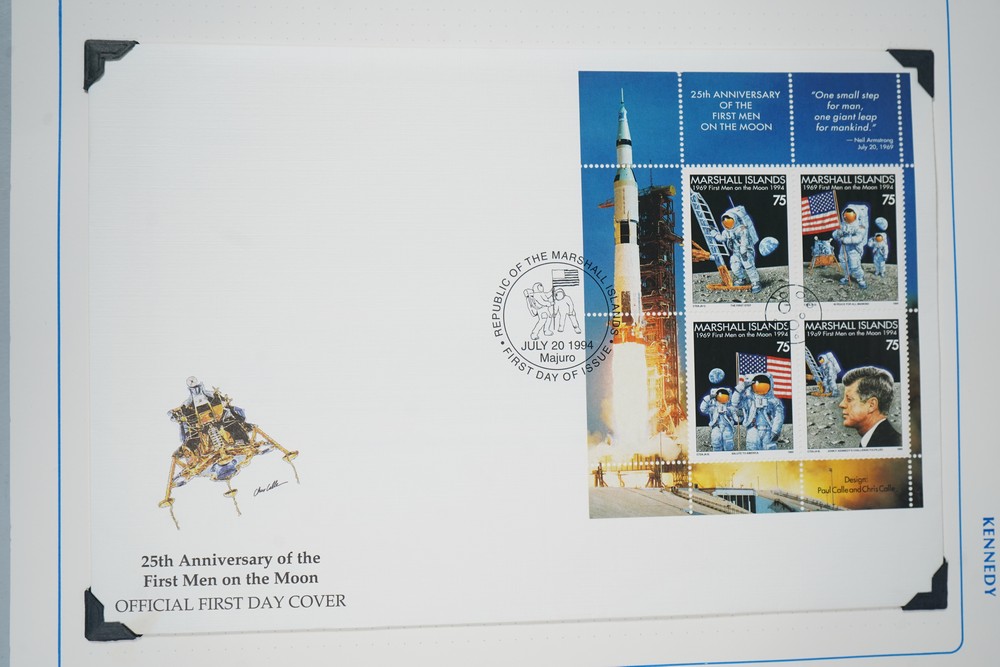 25th ANNIVERSARY
OF THE
FIRST MEN
ON THE MOON
"One small step
for man,
one giant leap
for mankind."
— Neil Armstrong
July 20, 1969
MARSHALL ISLANDS
1969 First Men on the Moon 1994
75
MARSHALL ISLANDS
1969 First Men on the Moon 1994
75
MARSHALL ISLANDS
1969 First Men on the Moon 1994
75
MARSHALL ISLANDS
1969 First Men on the Moon 1994
75
Design:
Paul Calle and Chris Calle
REPUBLIC OF THE MARSHALL ISLANDS
JULY 20 1994
Majuro
• FIRST DAY OF ISSUE •
Chris Calle
25th Anniversary of the
First Men on the Moon
OFFICIAL FIRST DAY COVER
KENNEDY